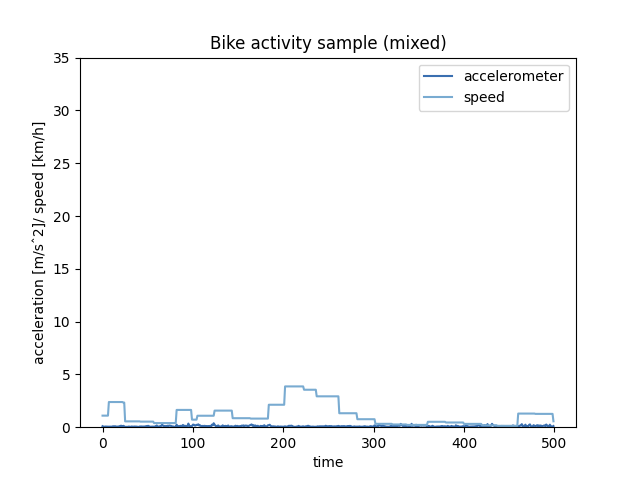 Bike activity sample (mixed)
accelerometer
speed
35
30
25
20
15
10
5
0
acceleration [m/s^2]/ speed [km/h]
0 100 200 300 400 500
time